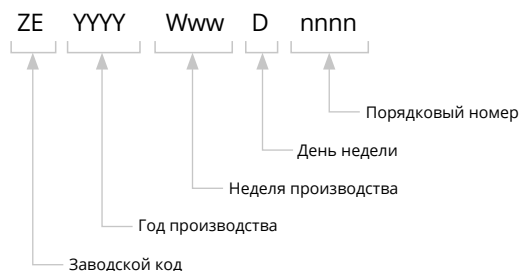 ZE YYYY Www D nnnn
Порядковый номер
День недели
Неделя производства
Год производства
Заводской код